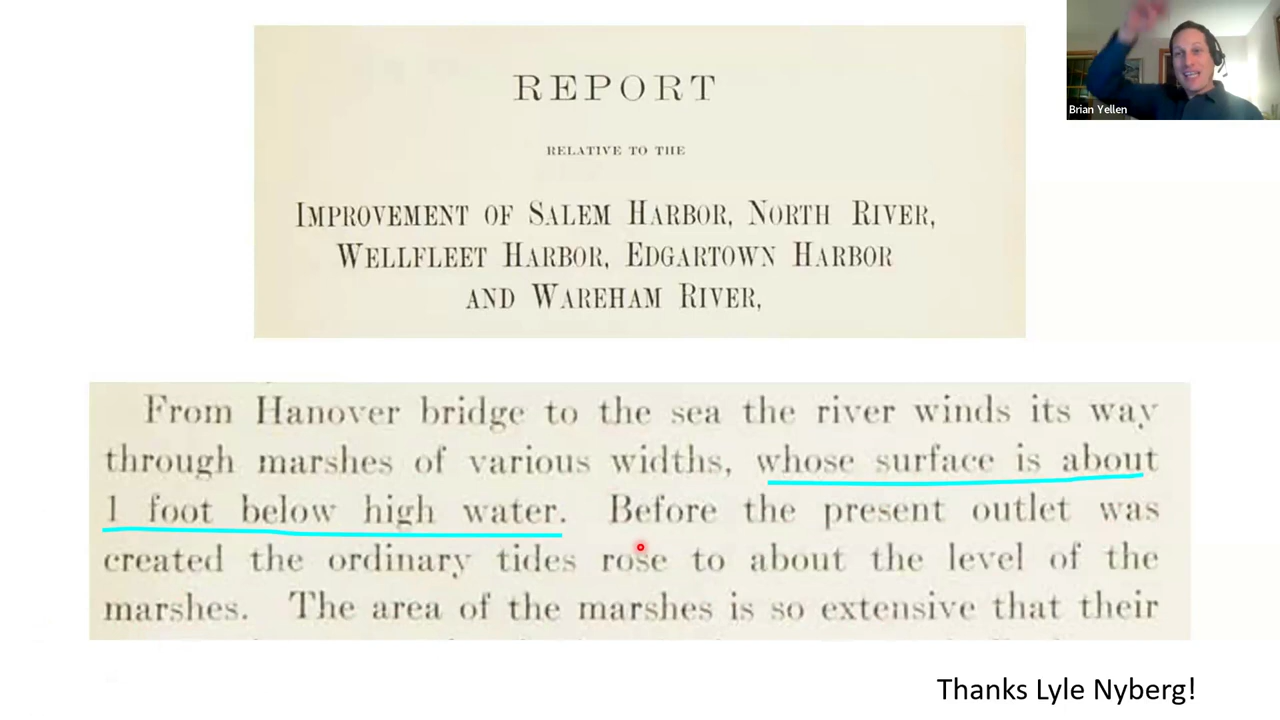 REPORT
RELATIVE TO THE
IMPROVEMENT OF SALEM HARBOR, NORTH RIVER,
WELLFLEET HARBOR, EDGARTOWN HARBOR
AND WAREHAM RIVER,
Brian Yellen
From Hanover bridge to the sea the river winds its way
through marshes of various widths, whose surface is about
1 foot below high water. Before the present outlet was
created the ordinary tides rose to about the level of the
marshes. The area of the marshes is so extensive that their
Thanks Lyle Nyberg!